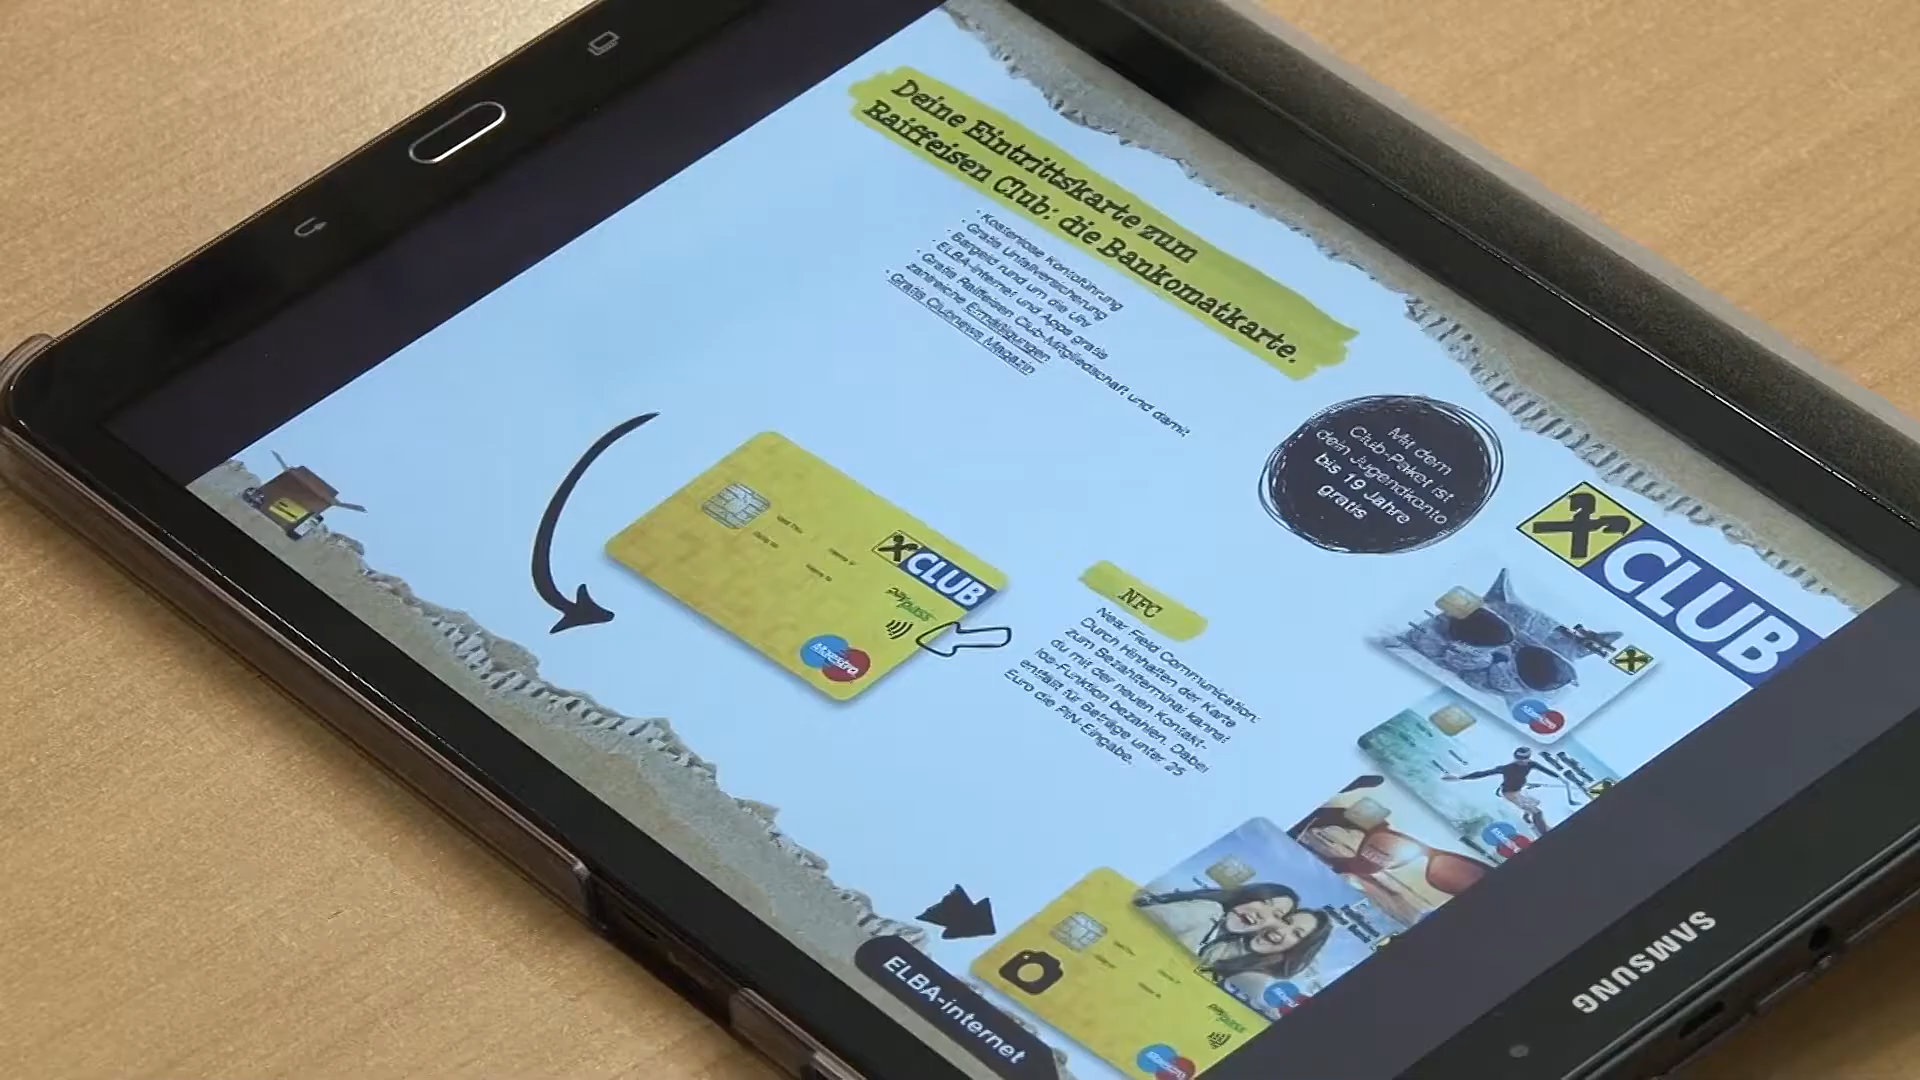 Deine Eintrittskarte zum
Raiffeisen Club: die Bankomatkarte.
· Kostenlose Kontoführung
· Gratis Unfallversicherung
· Bargeld rund um die Uhr
· ELBA-internet und Apps gratis
· Gratis Raiffeisen Club-Mitgliedschaft und damit
zahlreiche Ermäßigungen
· Gratis Clubnews Magazin
Mit dem
Club-Paket ist
dein Jugendkonto
bis 19 Jahre
gratis
CLUB
CLUB
paypass
Maestro
NFC
Near Field Communication:
Durch Hinhalten der Karte
zum Bezahlterminal kannst
du mit der neuen Kontakt-
los-Funktion bezahlen. Dabei
entfällt für Beträge unter 25
Euro die PIN-Eingabe.
ELBA-internet
paypass
Maestro
SAMSUNG